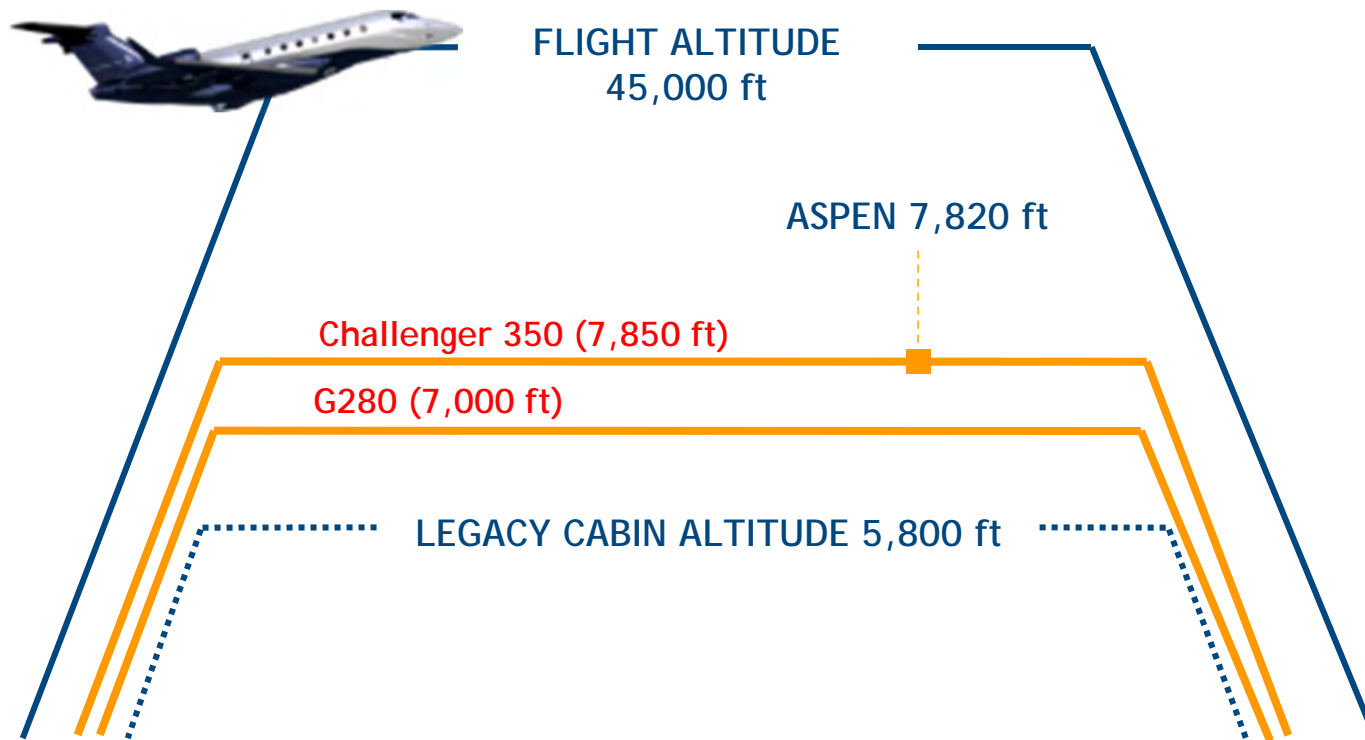 FLIGHT ALTITUDE
45,000 ft
ASPEN 7,820 ft
Challenger 350 (7,850 ft)
G280 (7,000 ft)
LEGACY CABIN ALTITUDE 5,800 ft